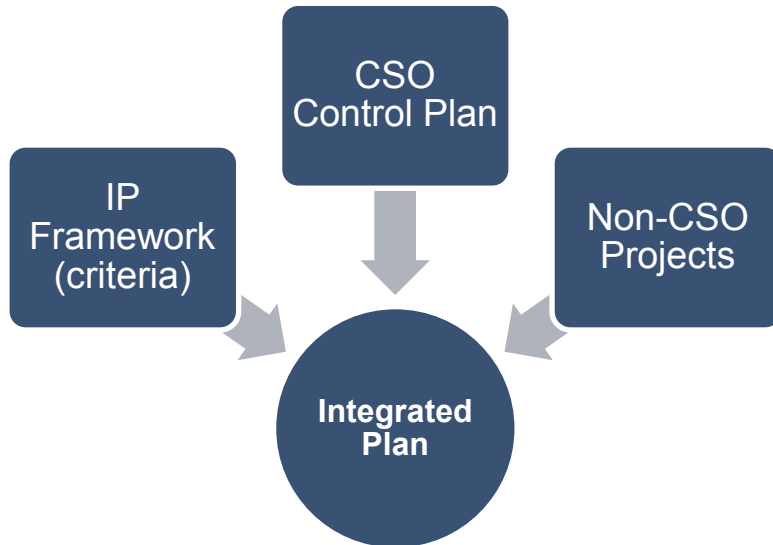 CSO
Control Plan
IP
Framework
(criteria)
Non-CSO
Projects
Integrated
Plan